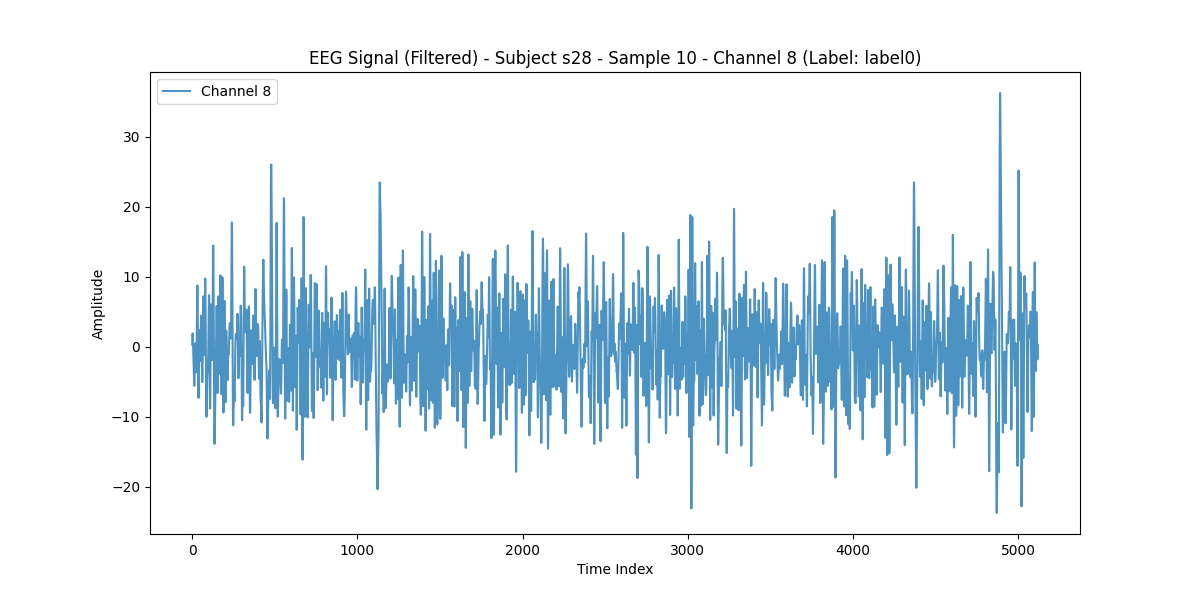 EEG Signal (Filtered) - Subject s28 - Sample 10 - Channel 8 (Label: label0)
Channel 8
Amplitude
30
20
10
0
−10
−20
0 1000 2000 3000 4000 5000
Time Index